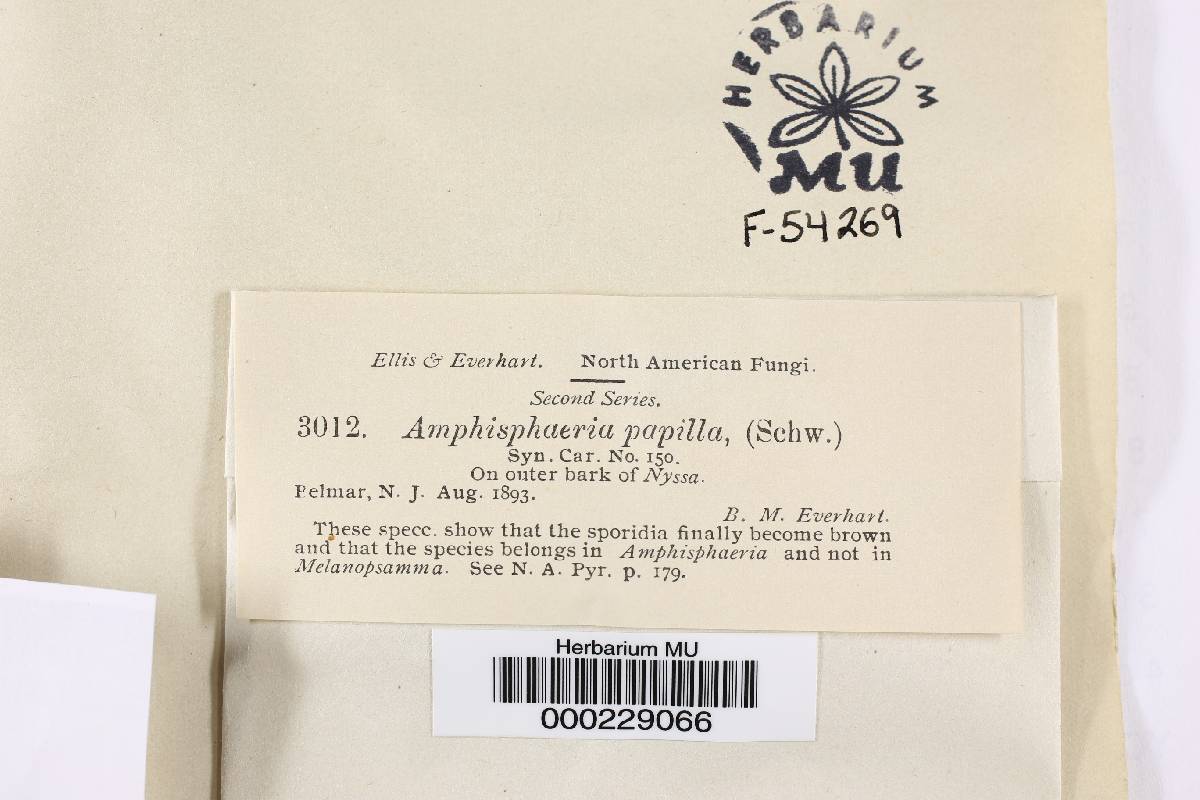 HERBARIUM
MU
F-54269
Ellis & Everhart. North American Fungi.
Second Series.
3012. Amphisphaeria papilla, (Schw.)
Syn. Car. No. 150.
On outer bark of Nyssa.
Belmar, N. J. Aug. 1893.
B. M. Everhart.
These specc. show that the sporidia finally become brown
and that the species belongs in Amphisphaeria and not in
Melanopsamma. See N. A. Pyr. p. 179.
Herbarium MU
000229066